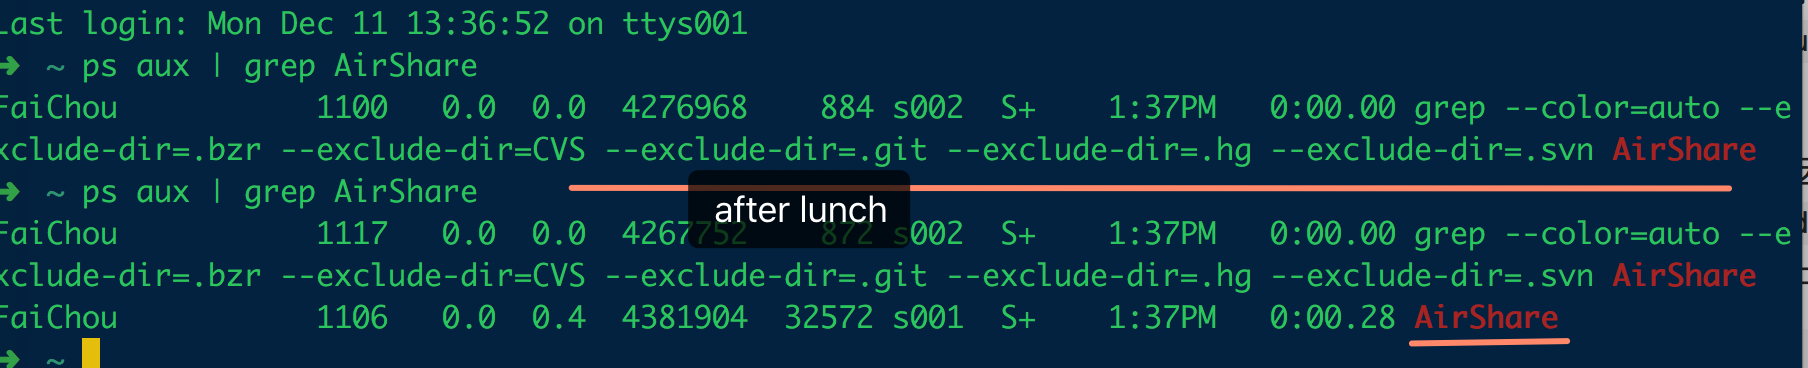 Last login: Mon Dec 11 13:36:52 on ttys001
➜ ~ ps aux | grep AirShare
FaiChou 1100 0.0 0.0 4276968 884 s002 S+ 1:37PM 0:00.00 grep --color=auto --e
xclude-dir=.bzr --exclude-dir=CVS --exclude-dir=.git --exclude-dir=.hg --exclude-dir=.svn AirShare
➜ ~ ps aux | grep AirShare
after lunch
FaiChou 1117 0.0 0.0 4267752 872 s002 S+ 1:37PM 0:00.00 grep --color=auto --e
xclude-dir=.bzr --exclude-dir=CVS --exclude-dir=.git --exclude-dir=.hg --exclude-dir=.svn AirShare
FaiChou 1106 0.0 0.4 4381904 32572 s001 S+ 1:37PM 0:00.28 AirShare
➜ ~